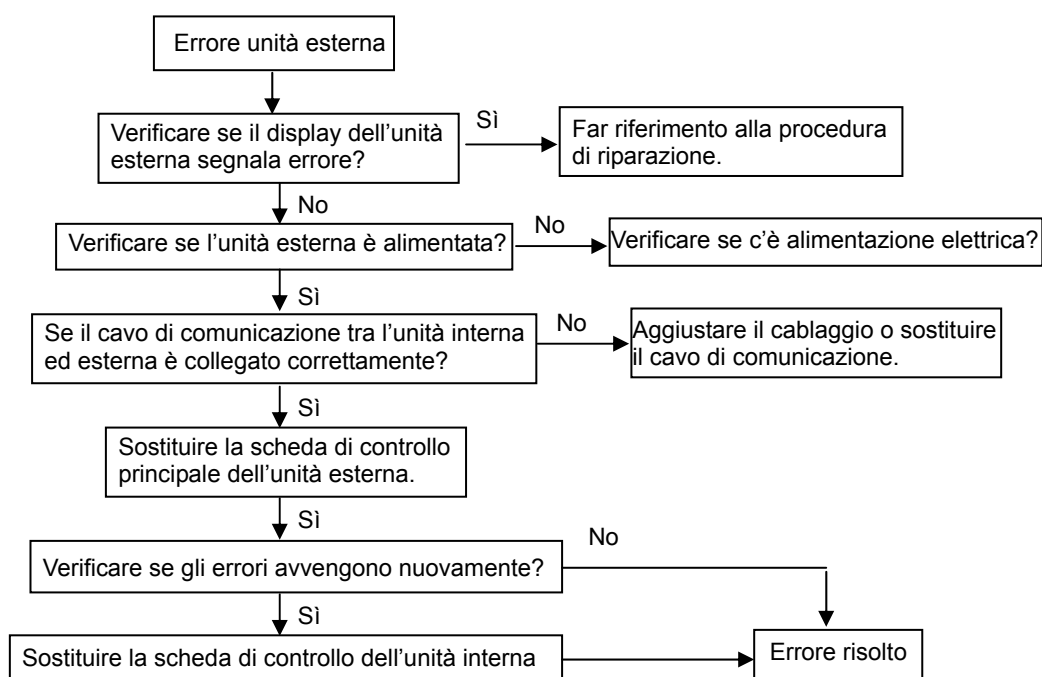 Errore unità esterna
Verificare se il display dell’unità
esterna segnala errore?
Sì
Far riferimento alla procedura
di riparazione.
No
Verificare se l’unità esterna è alimentata?
No
Verificare se c’è alimentazione elettrica?
Sì
Se il cavo di comunicazione tra l’unità interna
ed esterna è collegato correttamente?
No
Aggiustare il cablaggio o sostituire
il cavo di comunicazione.
Sì
Sostituire la scheda di controllo
principale dell’unità esterna.
Sì
Verificare se gli errori avvengono nuovamente?
No
Sì
Sostituire la scheda di controllo dell’unità interna
Errore risolto